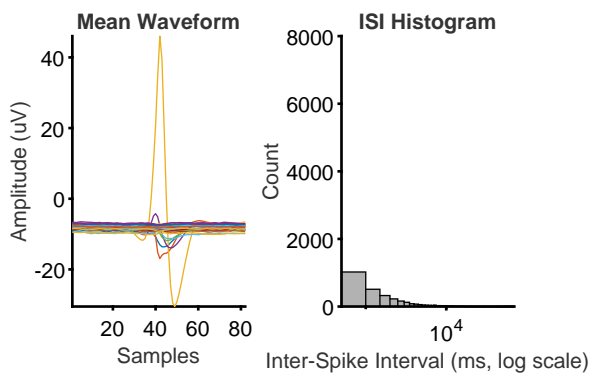 Mean Waveform
40
20
0
-20
20 40 60 80
Samples
Amplitude (uV)
ISI Histogram
8000
6000
4000
2000
0
10^4
Inter-Spike Interval (ms, log scale)
Count